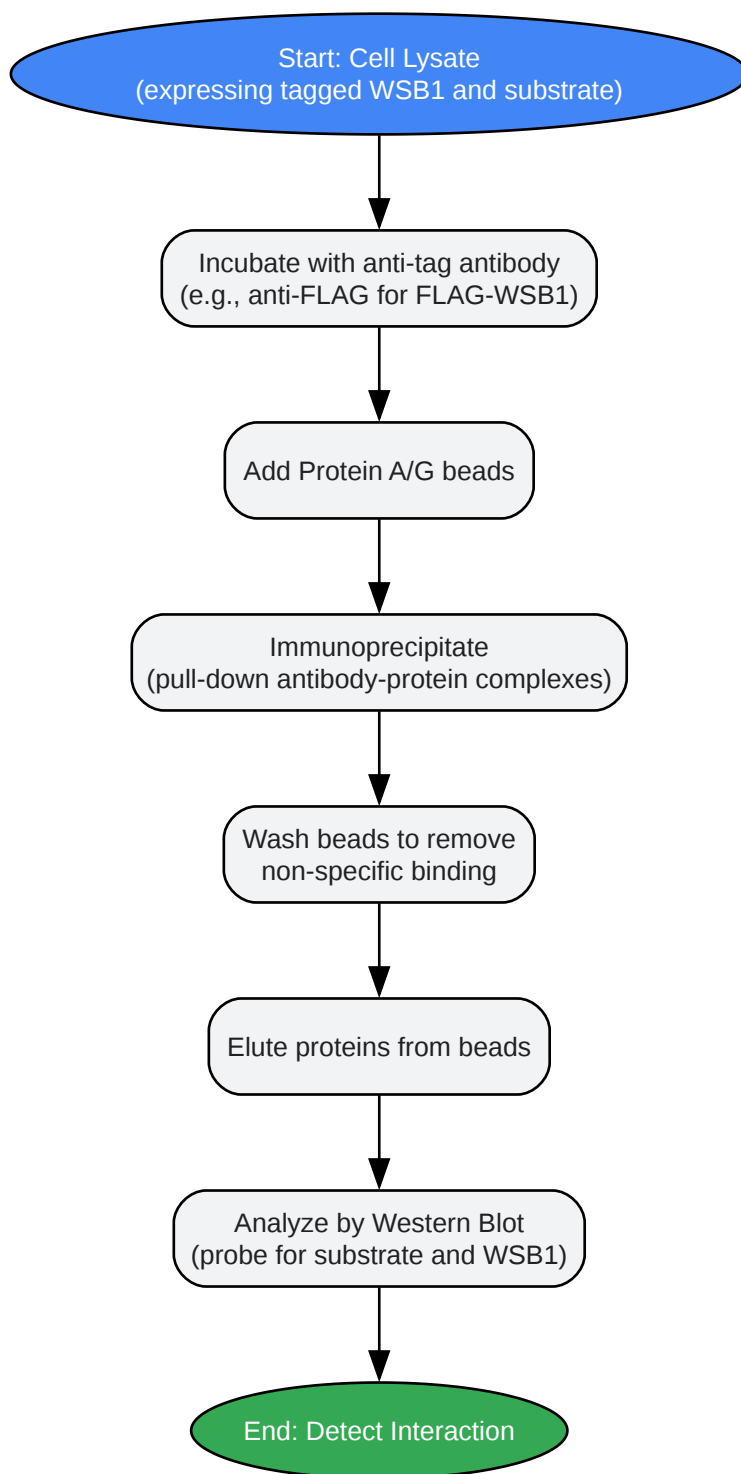 Start: Cell Lysate
(expressing tagged WSB1 and substrate)
Incubate with anti-tag antibody
(e.g., anti-FLAG for FLAG-WSB1)
Add Protein A/G beads
Immunoprecipitate
(pull-down antibody-protein complexes)
Wash beads to remove
non-specific binding
Elute proteins from beads
Analyze by Western Blot
(probe for substrate and WSB1)
End: Detect Interaction